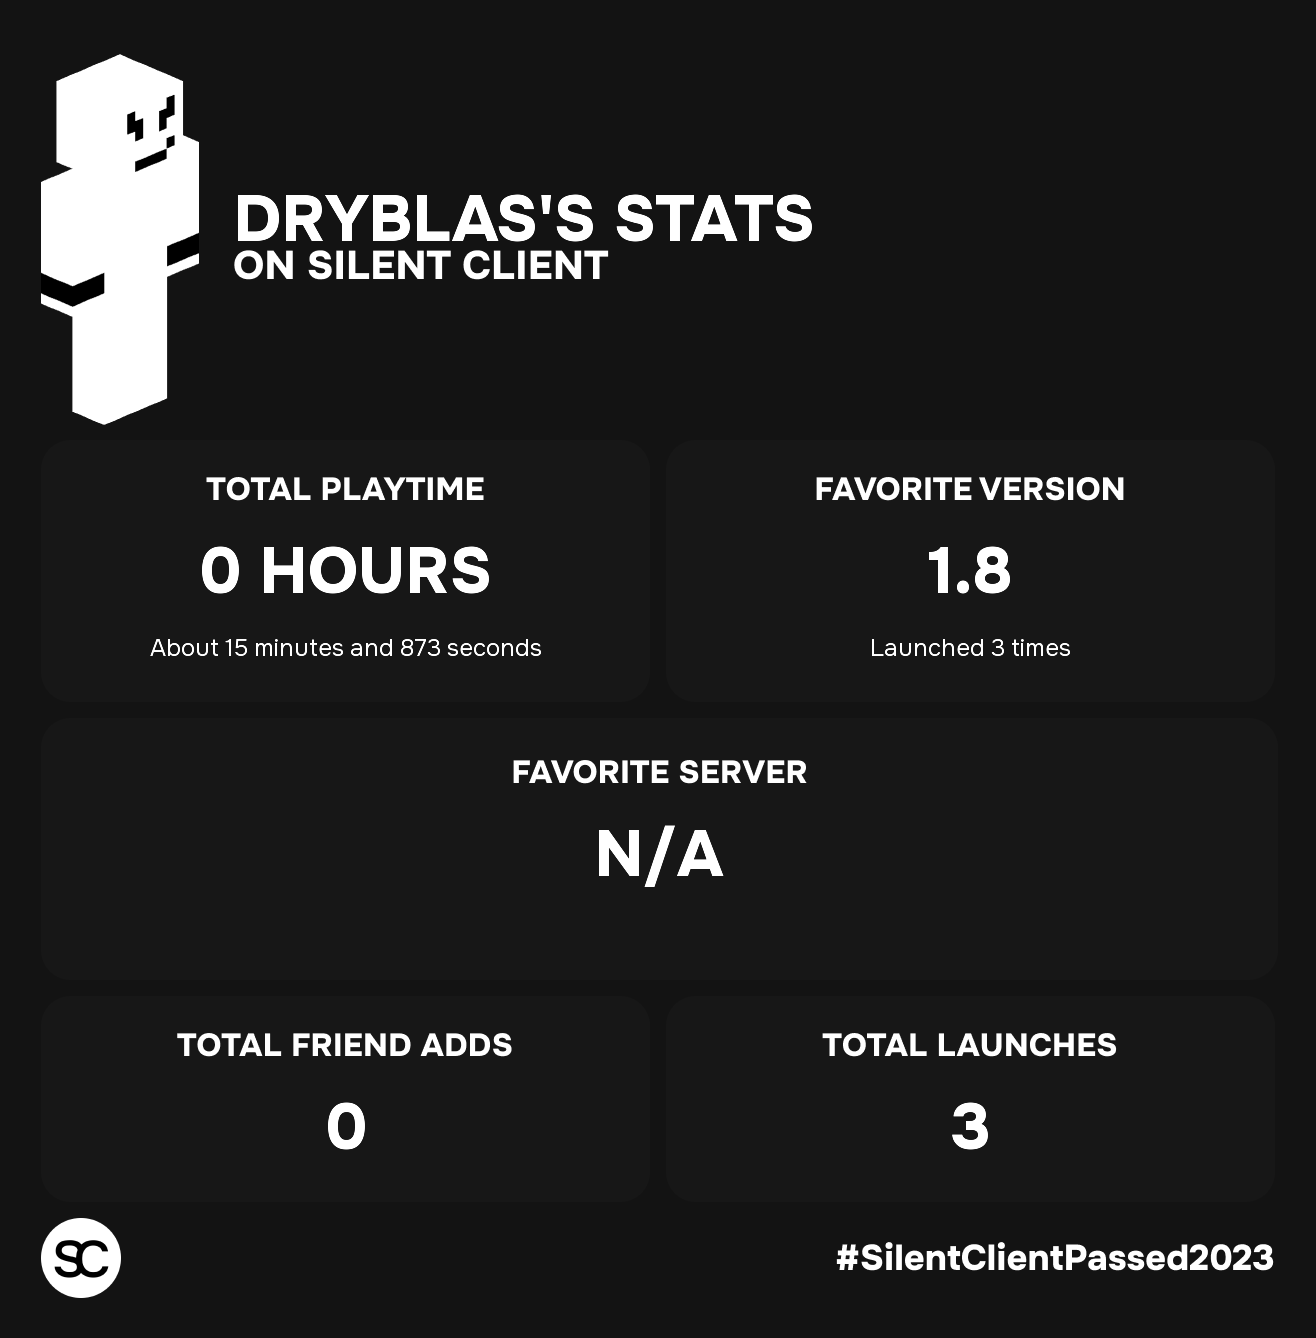 DRYBLAS'S STATS
ON SILENT CLIENT
TOTAL PLAYTIME
0 HOURS
About 15 minutes and 873 seconds
FAVORITE VERSION
1.8
Launched 3 times
FAVORITE SERVER
N/A
TOTAL FRIEND ADDS
0
TOTAL LAUNCHES
3
SC
#SilentClientPassed2023